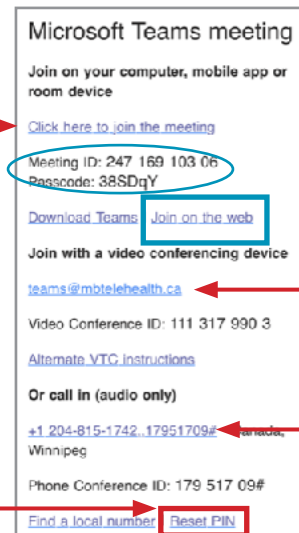 Microsoft Teams meeting
Join on your computer, mobile app or
room device
Click here to join the meeting
Meeting ID: 247 169 103 06
Passcode: 38SDqY
Download Teams | Join on the web
Join with a video conferencing device
teams@mbtelehealth.ca
Video Conference ID: 111 317 990 3
Alternate VTC instructions
Or call in (audio only)
+1 204-815-1742,,17951709# Canada,
Winnipeg
Phone Conference ID: 179 517 09#
Find a local number | Reset PIN